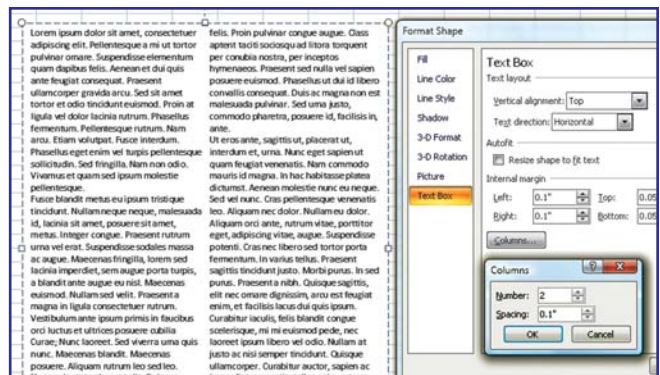 Lorem ipsum dolor sit amet, consectetuer
adipiscing elit. Pellentesque a mi ut tortor
pulvinar ornare. Suspendisse elementum
quam dapibus felis. Aenean et dui quis
ante feugiat consequat. Praesent
ullamcorper gravida arcu. Sed sit amet
tortor et odio tincidunt euismod. Proin at
ligula vel dolor lacinia rutrum. Phasellus
fermentum. Pellentesque rutrum. Nam
arcu. Etiam volutpat. Fusce interdum.
Phasellus eget enim vel turpis pellentesque
sollicitudin. Sed fringilla. Nam non odio.
Vivamus et quam sed ipsum molestie
pellentesque.
Fusce blandit metus eu ipsum tristique
tincidunt. Nullam neque neque, malesuada
id, lacinia sit amet, posuere sit amet,
metus. Integer congue. Praesent rutrum
urna vel erat. Suspendisse sodales massa
ac augue. Maecenas fringilla, lorem sed
lacinia imperdiet, sem augue porta turpis,
a blandit ante augue eu nisl. Maecenas
euismod. Nullam sed velit. Praesent a
magna in ligula consectetuer rutrum.
Vestibulum ante ipsum primis in faucibus
orci luctus et ultrices posuere cubilia
Curae; Nunc laoreet. Sed viverra urna quis
nunc. Maecenas blandit. Maecenas
posuere. Aliquam rutrum leo sed leo.
felis. Proin pulvinar congue augue. Class
aptent taciti sociosqu ad litora torquent
per conubia nostra, per inceptos
hymenaeos. Praesent sed nulla vel sapien
posuere euismod. Phasellus ut dui id libero
convallis consequat. Duis ac magna non est
malesuada pulvinar. Sed urna justo,
commodo pharetra, posuere id, facilisis in,
ante.
Ut eros ante, sagittis ut, placerat ut,
interdum et, urna. Nunc eget sapien ut
quam feugiat venenatis. Nam commodo
mauris id magna. In hac habitasse platea
dictumst. Aenean molestie nunc eu neque.
Sed vel nunc. Cras pellentesque venenatis
leo. Aliquam nec dolor. Nullam eu dolor.
Aliquam orci ante, rutrum vitae, porttitor
eget, adipiscing vitae, augue. Suspendisse
potenti. Cras nec libero sed tortor porta
fermentum. In varius tellus. Praesent
sagittis tincidunt justo. Morbi purus. In sed
purus. Praesent a nibh. Quisque sagittis,
elit nec ornare dignissim, arcu est feugiat
enim, et facilisis lacus dui quis ipsum.
Curabitur iaculis, felis blandit congue
scelerisque, mi mi euismod pede, nec
laoreet ipsum libero vel odio. Nullam at
justo ac nisi semper tincidunt. Quisque
ullamcorper. Curabitur auctor, sapien ac
Format Shape
Fill
Line Color
Line Style
Shadow
3-D Format
3-D Rotation
Picture
Text Box
Text Box
Text layout
Vertical alignment: Top
Text direction: Horizontal
Autofit
Resize shape to fit text
Internal margin
Left: 0.1" Top: 0.05
Right: 0.1" Bottom: 0.05
Columns...
Columns
Number: 2
Spacing: 0.1"
OK Cancel